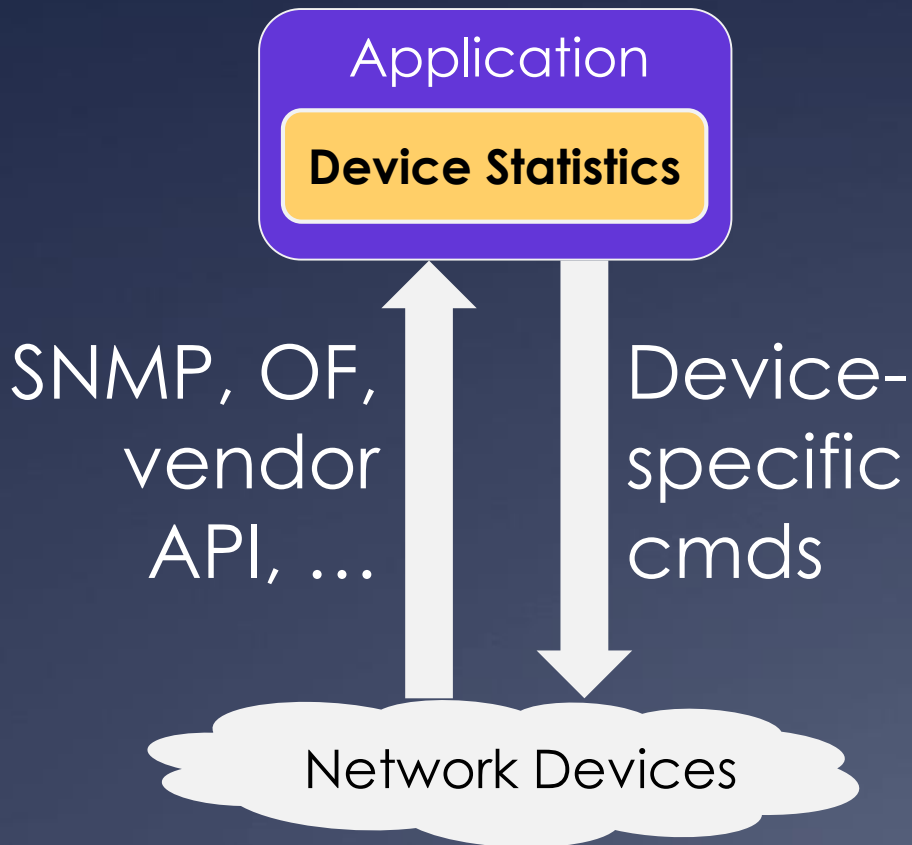 Application
Device Statistics
SNMP, OF,
vendor
API, …
Device-
specific
cmds
Network Devices